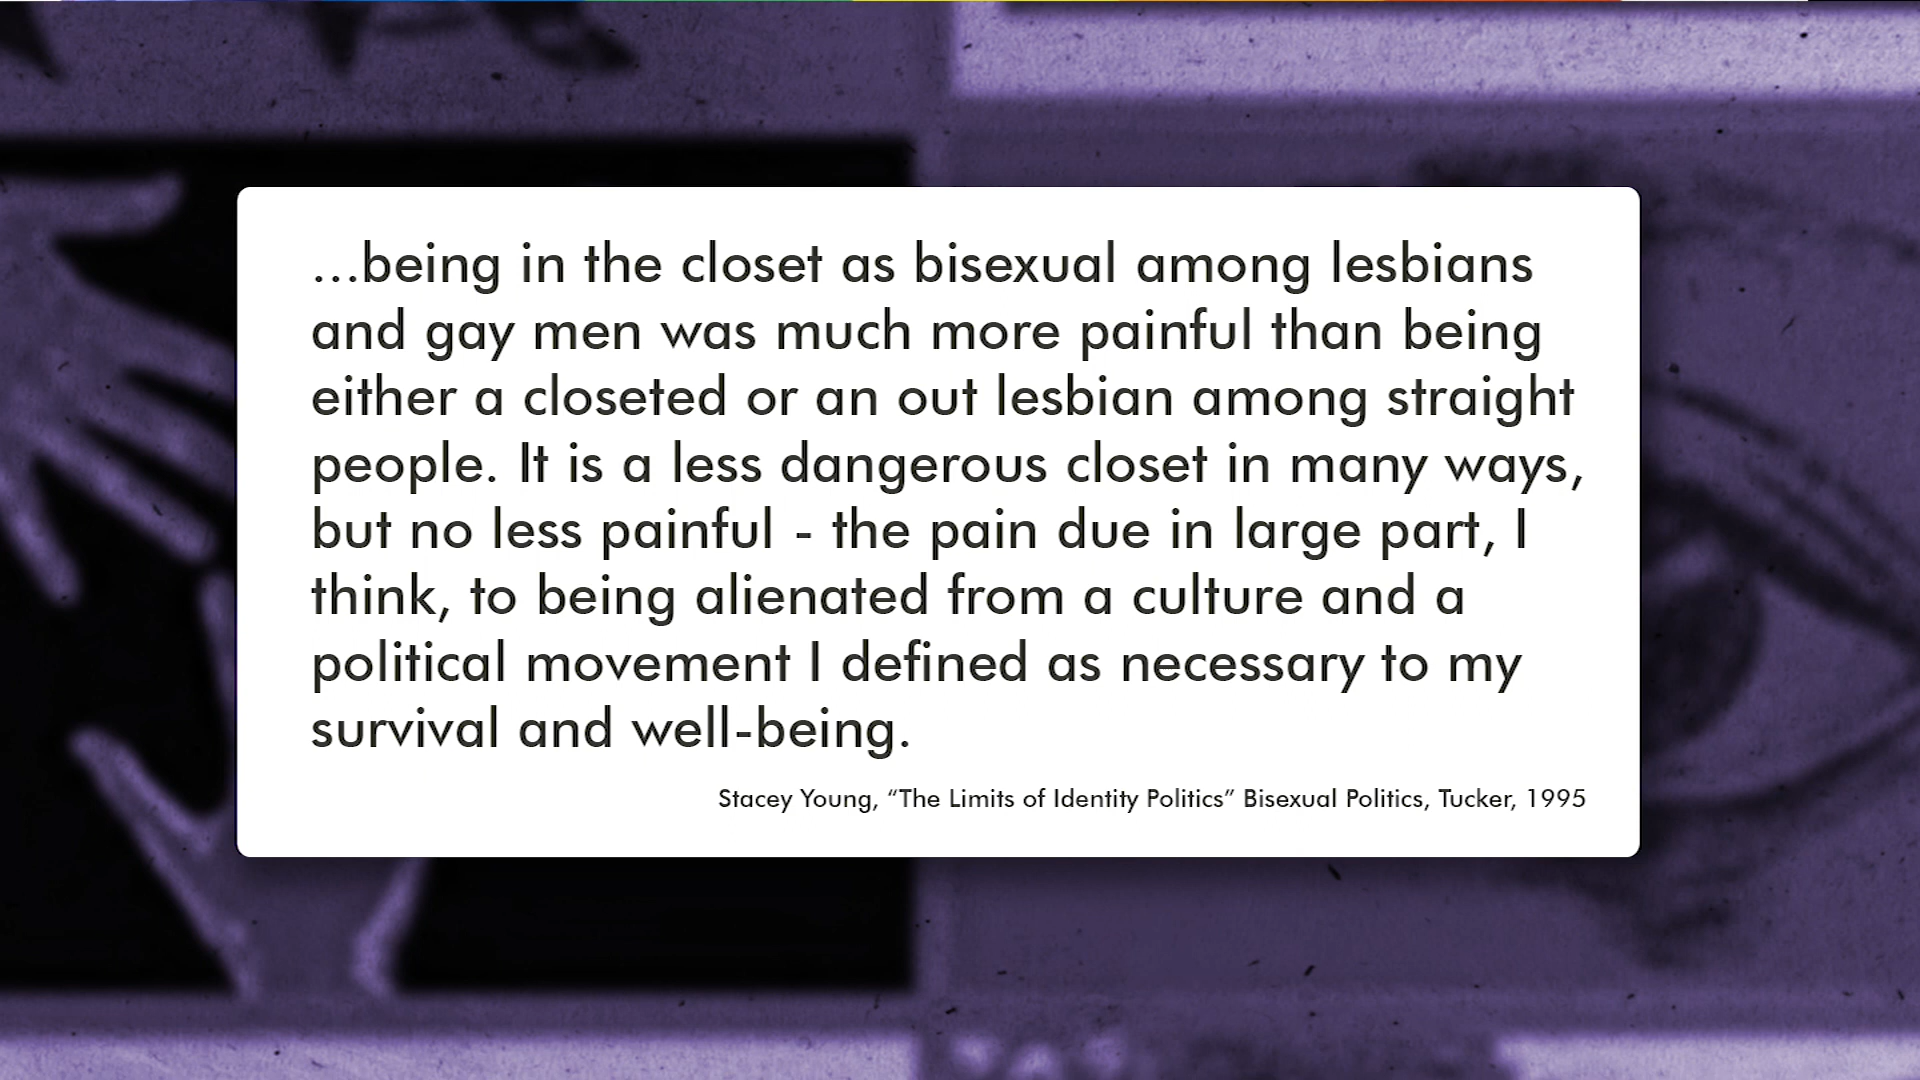 ...being in the closet as bisexual among lesbians
and gay men was much more painful than being
either a closeted or an out lesbian among straight
people. It is a less dangerous closet in many ways,
but no less painful - the pain due in large part, I
think, to being alienated from a culture and a
political movement I defined as necessary to my
survival and well-being.
Stacey Young, “The Limits of Identity Politics” Bisexual Politics, Tucker, 1995